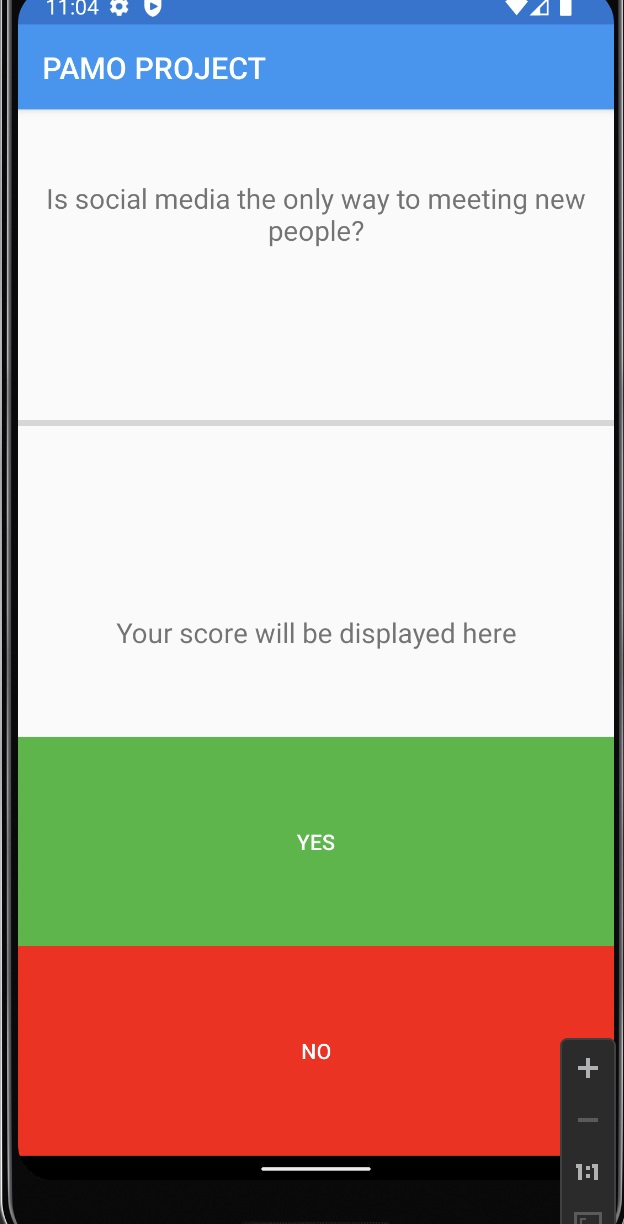 11:04
PAMO PROJECT
Is social media the only way to meeting new
people?
Your score will be displayed here
YES
NO
1:1